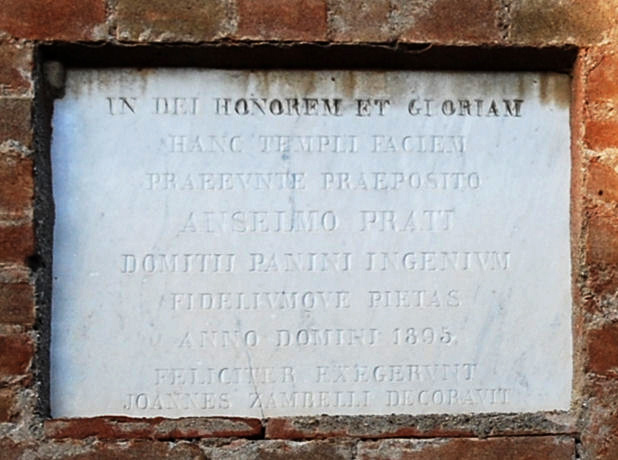 IN DEI HONOREM ET GLORIAM
HANC TEMPLI FACIEM
PRAEEVNTE PRAEPOSITO
ANSELMO PRATI
DOMITII PANINI INGENIVM
FIDELIVMQVE PIETAS
ANNO DOMINI 1895
FELICITER EXEGERVNT
JOANNES ZAMBELLI DECORAVIT